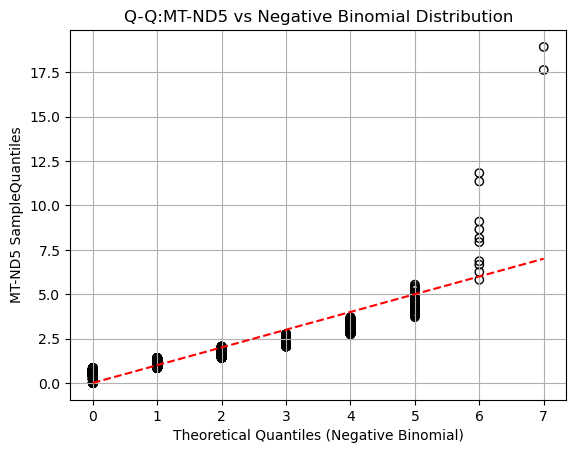 Q-Q:MT-ND5 vs Negative Binomial Distribution
MT-ND5 SampleQuantiles
17.5
15.0
12.5
10.0
7.5
5.0
2.5
0.0
0 1 2 3 4 5 6 7
Theoretical Quantiles (Negative Binomial)